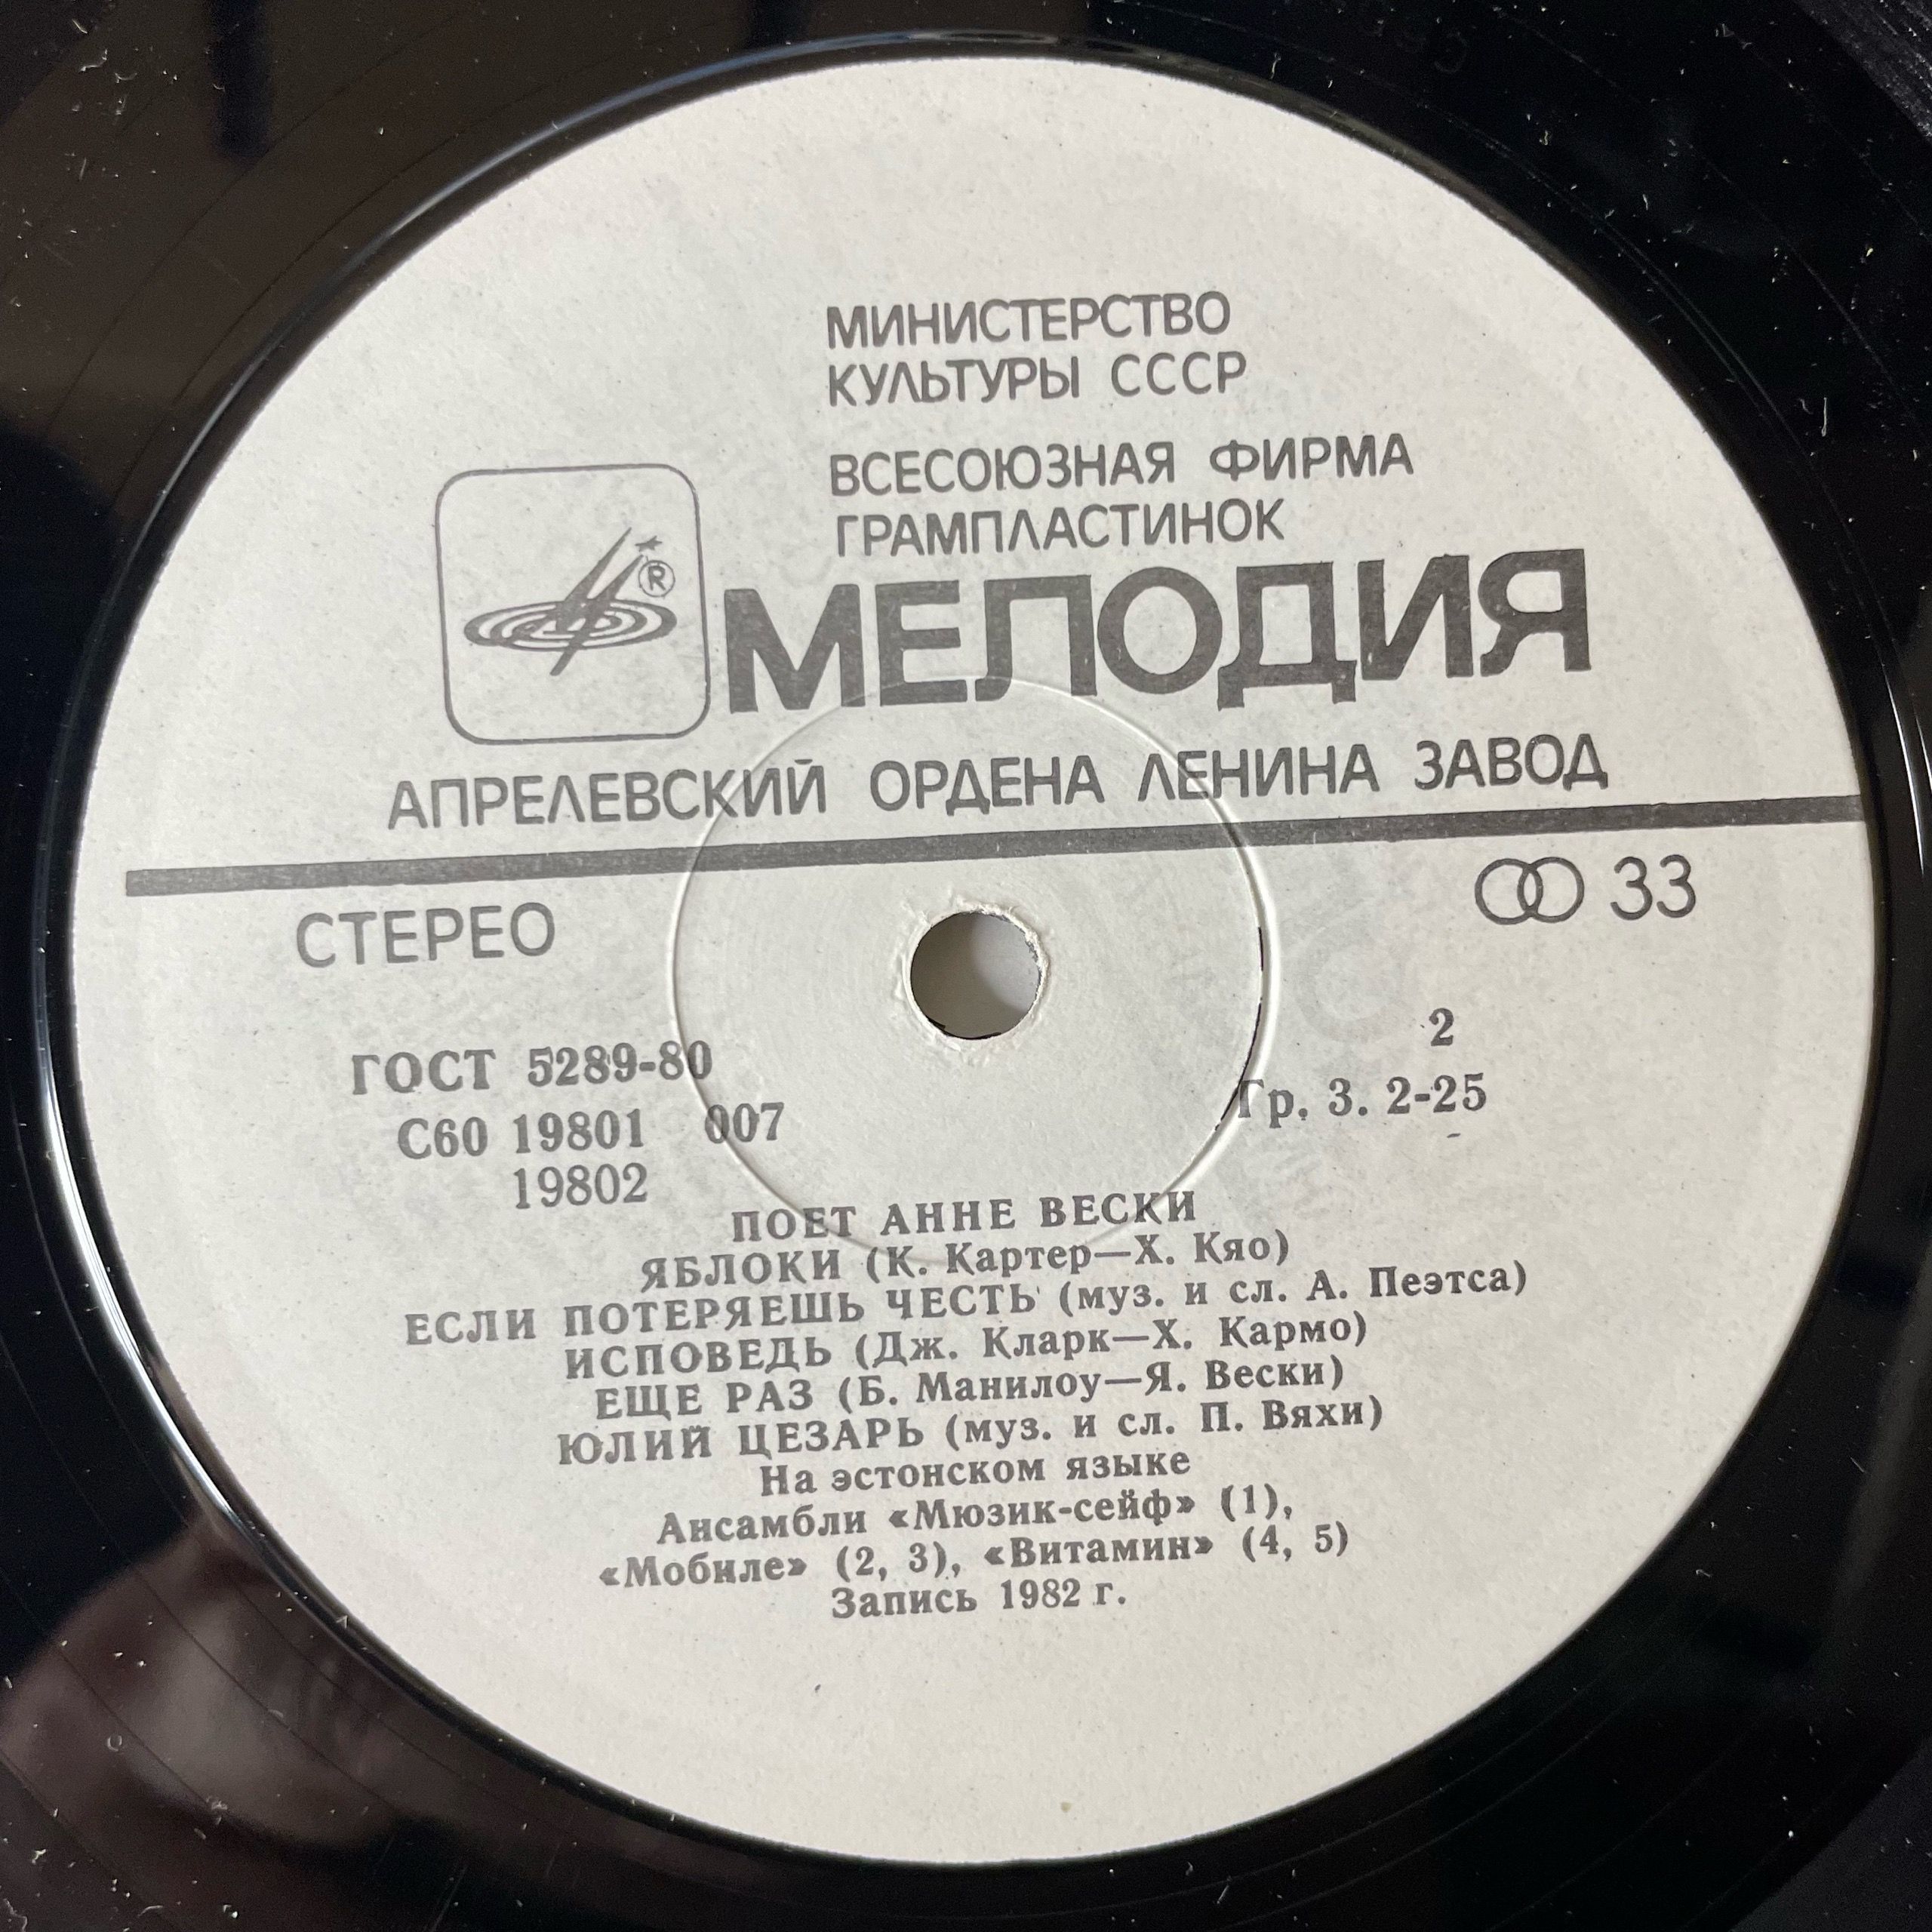 МИНИСТЕРСТВО
КУЛЬТУРЫ СССР
ВСЕСОЮЗНАЯ ФИРМА
ГРАМПЛАСТИНОК
®
МЕЛОДИЯ
АПРЕЛЕВСКИЙ ОРДЕНА ЛЕНИНА ЗАВОД
СТЕРЕО
33
ГОСТ 5289-80
2
С60 19801 007
Гр. 3. 2-25
19802
ПОЕТ АННЕ ВЕСКИ
ЯБЛОКИ (К. Картер—Х. Кяо)
ЕСЛИ ПОТЕРЯЕШЬ ЧЕСТЬ (муз. и сл. А. Пеэтса)
ИСПОВЕДЬ (Дж. Кларк—Х. Кармо)
ЕЩЕ РАЗ (Б. Манилоу—Я. Вески)
ЮЛИЙ ЦЕЗАРЬ (муз. и сл. П. Вяхи)
На эстонском языке
Ансамбли «Мюзик-сейф» (1),
«Мобиле» (2, 3), «Витамин» (4, 5)
Запись 1982 г.